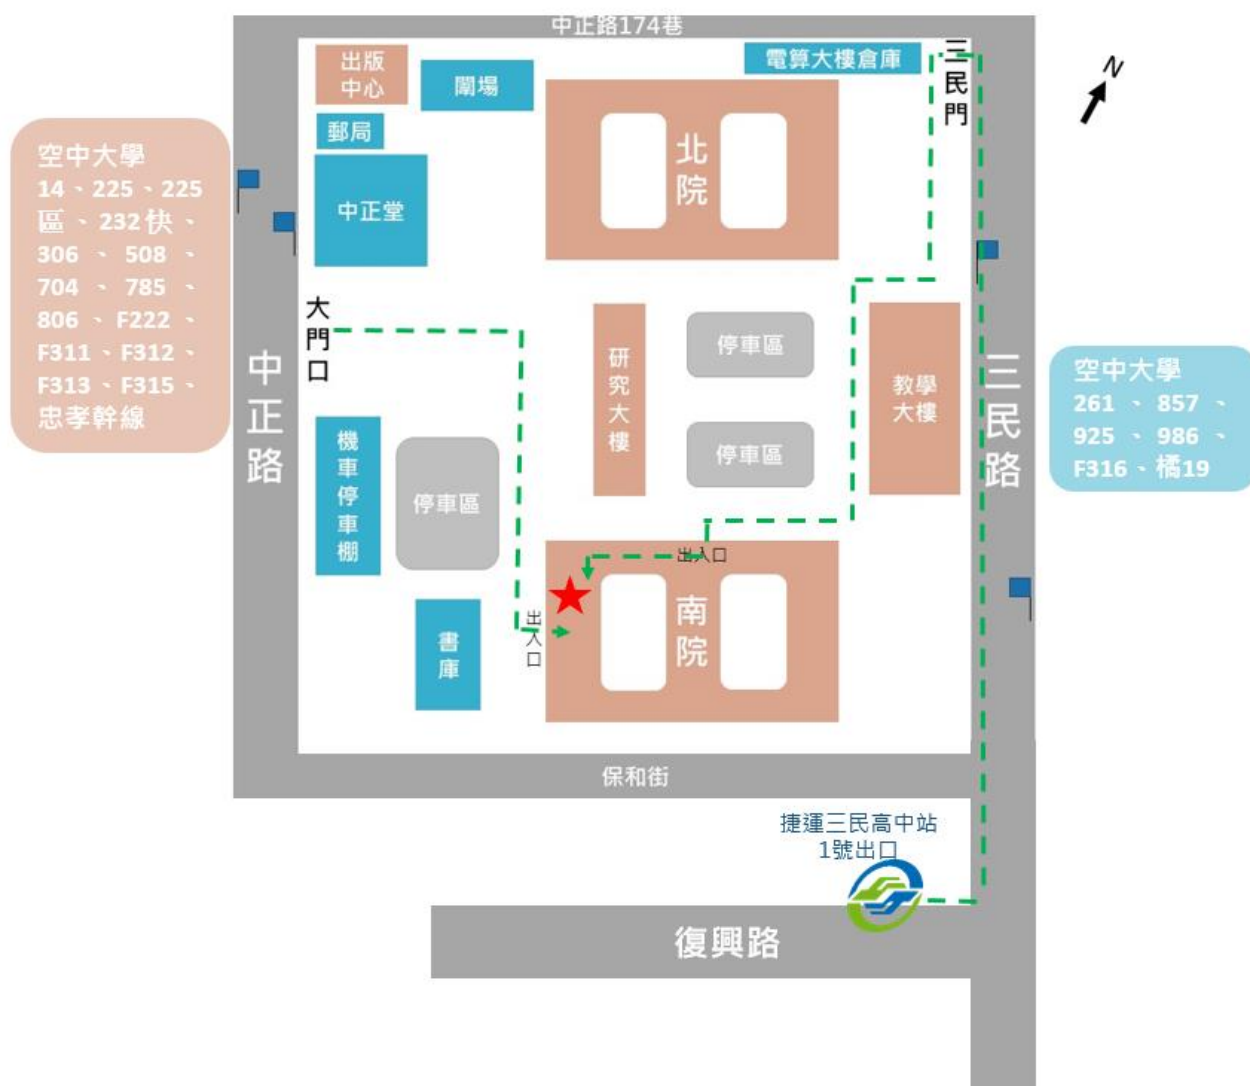 中正路174巷
出版
中心
闈場
電算大樓倉庫
三民門
N
郵局
北院
空中大學
14、225、225
區、232快、
306、508、
704、785、
806、F222、
F311、F312、
F313、F315、
忠孝幹線
中正堂
大門口
停車區
研究大樓
教學
大樓
空中大學
261、857、
925、986、
F316、橘19
中正路
三民路
機車停車棚
停車區
停車區
出入口
南院
出入口
書庫
保和街
捷運三民高中站
1號出口
復興路